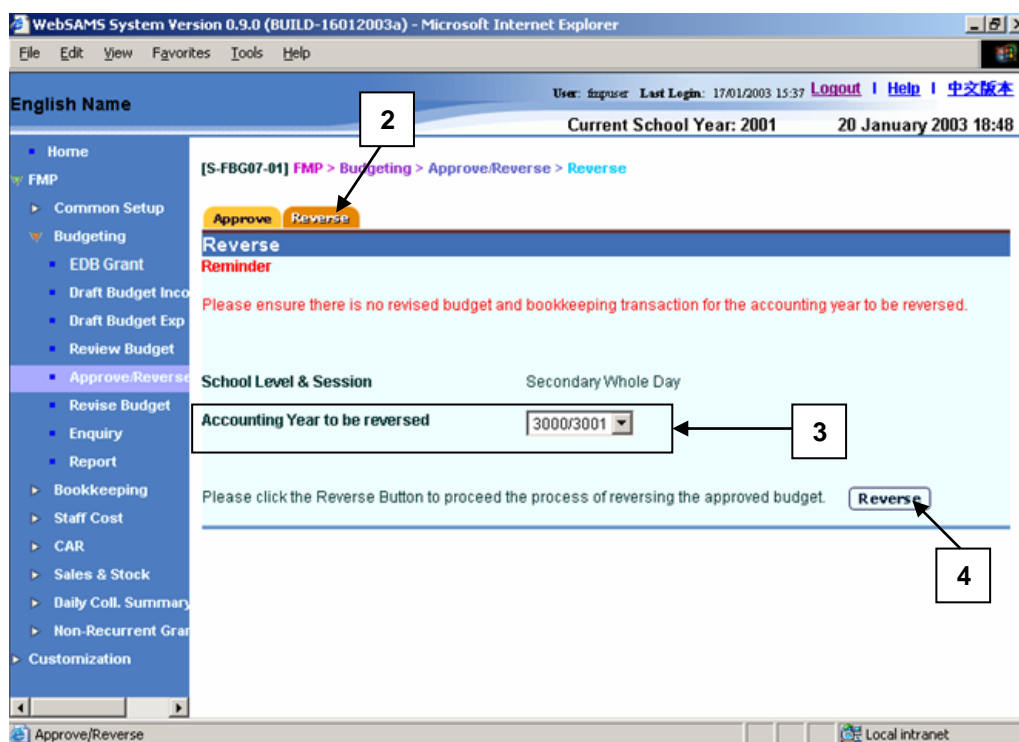 WebSAMS System Version 0.9.0 (BUILD-16012003a) - Microsoft Internet Explorer
File Edit View Favorites Tools Help
English Name
User: fmpuser Last Login: 17/01/2003 15:37 Logout | Help | 中文版本
Current School Year: 2001 20 January 2003 18:48
2
Home
FMP
Common Setup
Budgeting
EDB Grant
Draft Budget Inco
Draft Budget Exp
Review Budget
Approve/Reverse
Revise Budget
Enquiry
Report
Bookkeeping
Staff Cost
CAR
Sales & Stock
Daily Coll. Summary
Non-Recurrent Gran
Customization
[S-FBG07-01] FMP > Budgeting > Approve/Reverse > Reverse
Approve Reverse
Reverse
Reminder
Please ensure there is no revised budget and bookkeeping transaction for the accounting year to be reversed.
School Level & Session Secondary Whole Day
Accounting Year to be reversed 3000/3001
3
Please click the Reverse Button to proceed the process of reversing the approved budget. Reverse
4
Approve/Reverse Local intranet